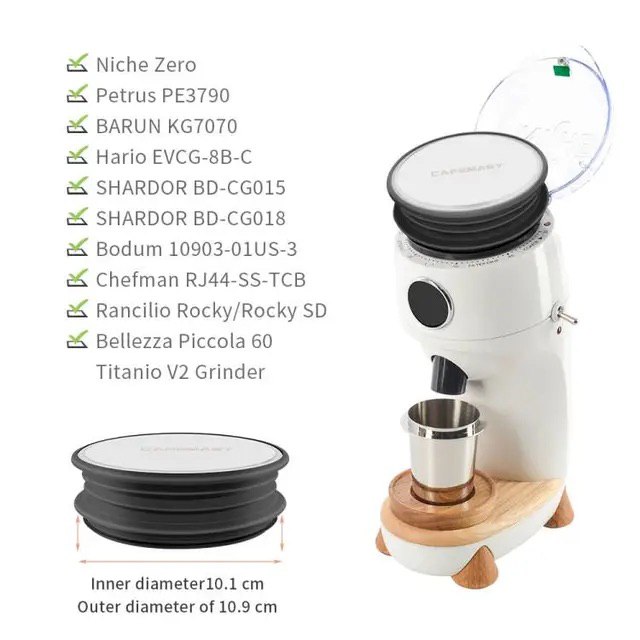 Niche Zero
Petrus PE3790
BARUN KG7070
Hario EVCG-8B-C
SHARDOR BD-CG015
SHARDOR BD-CG018
Bodum 10903-01US-3
Chefman RJ44-SS-TCB
Rancilio Rocky/Rocky SD
Bellezza Piccola 60
Titanio V2 Grinder
CAFEMASY
CAFEMASY
Inner diameter10.1 cm
Outer diameter of 10.9 cm